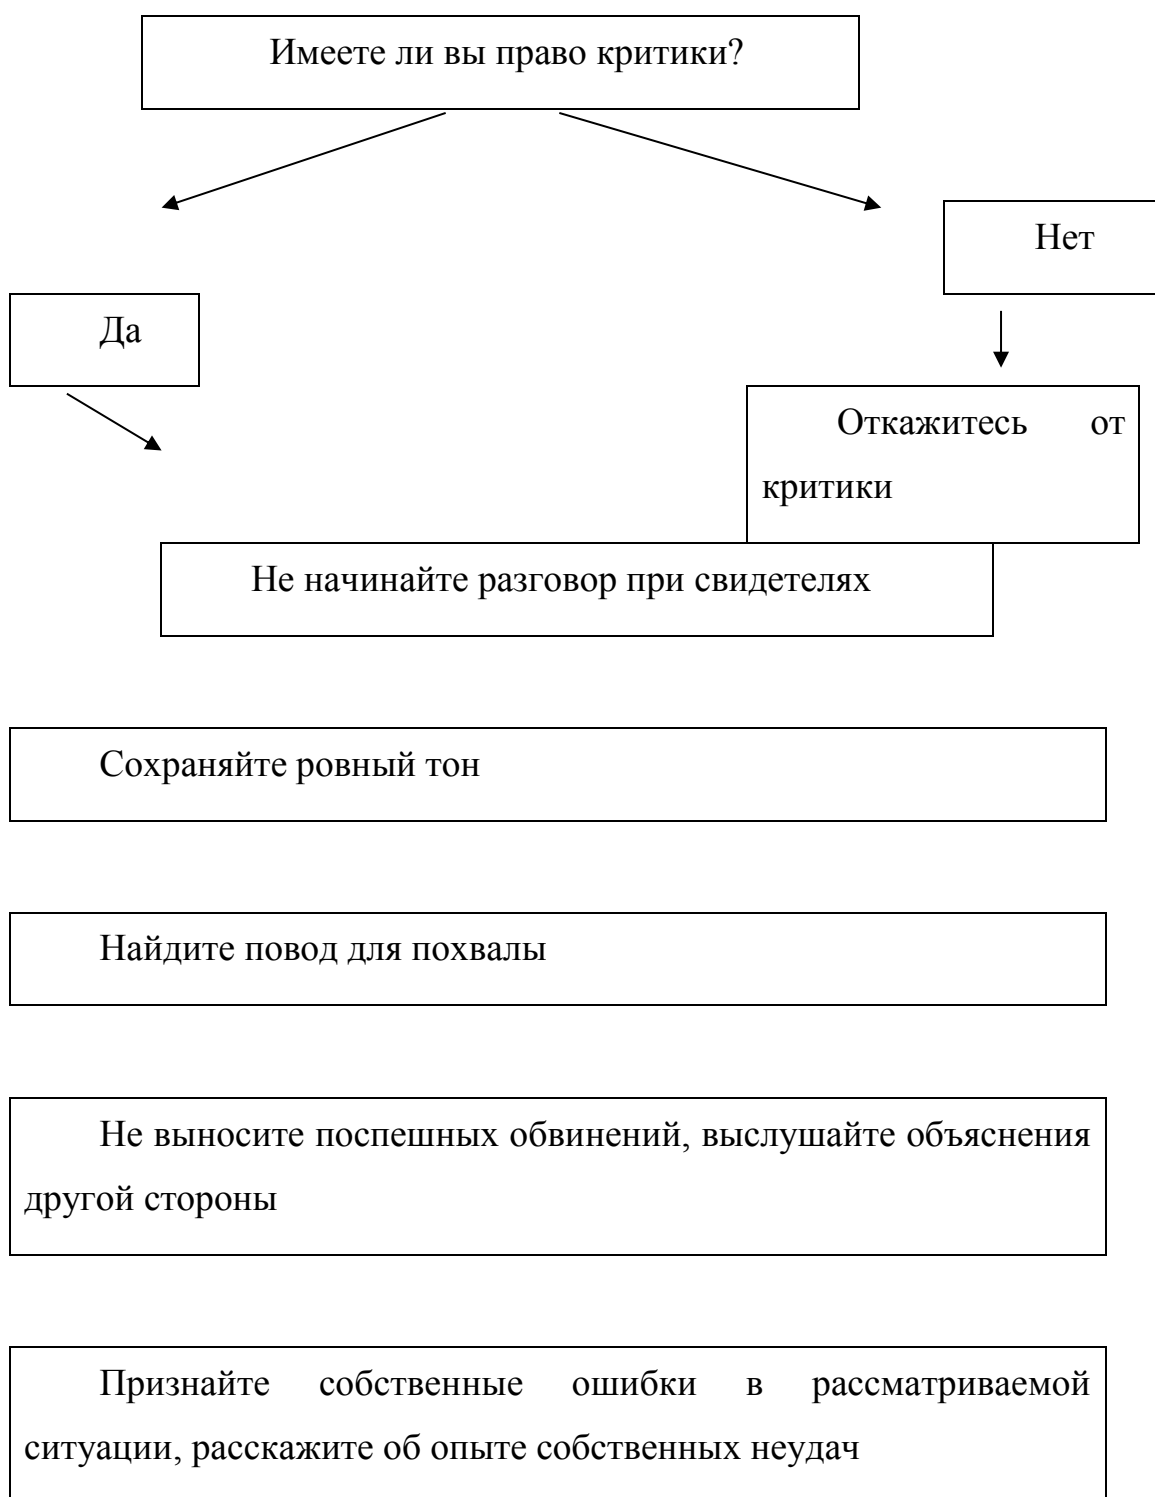 Имеете ли вы право критики?
Нет
Да
Откажитесь от
критики
Не начинайте разговор при свидетелях
Сохраняйте ровный тон
Найдите повод для похвалы
Не выносите поспешных обвинений, выслушайте объяснения
другой стороны
Признайте собственные ошибки в рассматриваемой
ситуации, расскажите об опыте собственных неудач